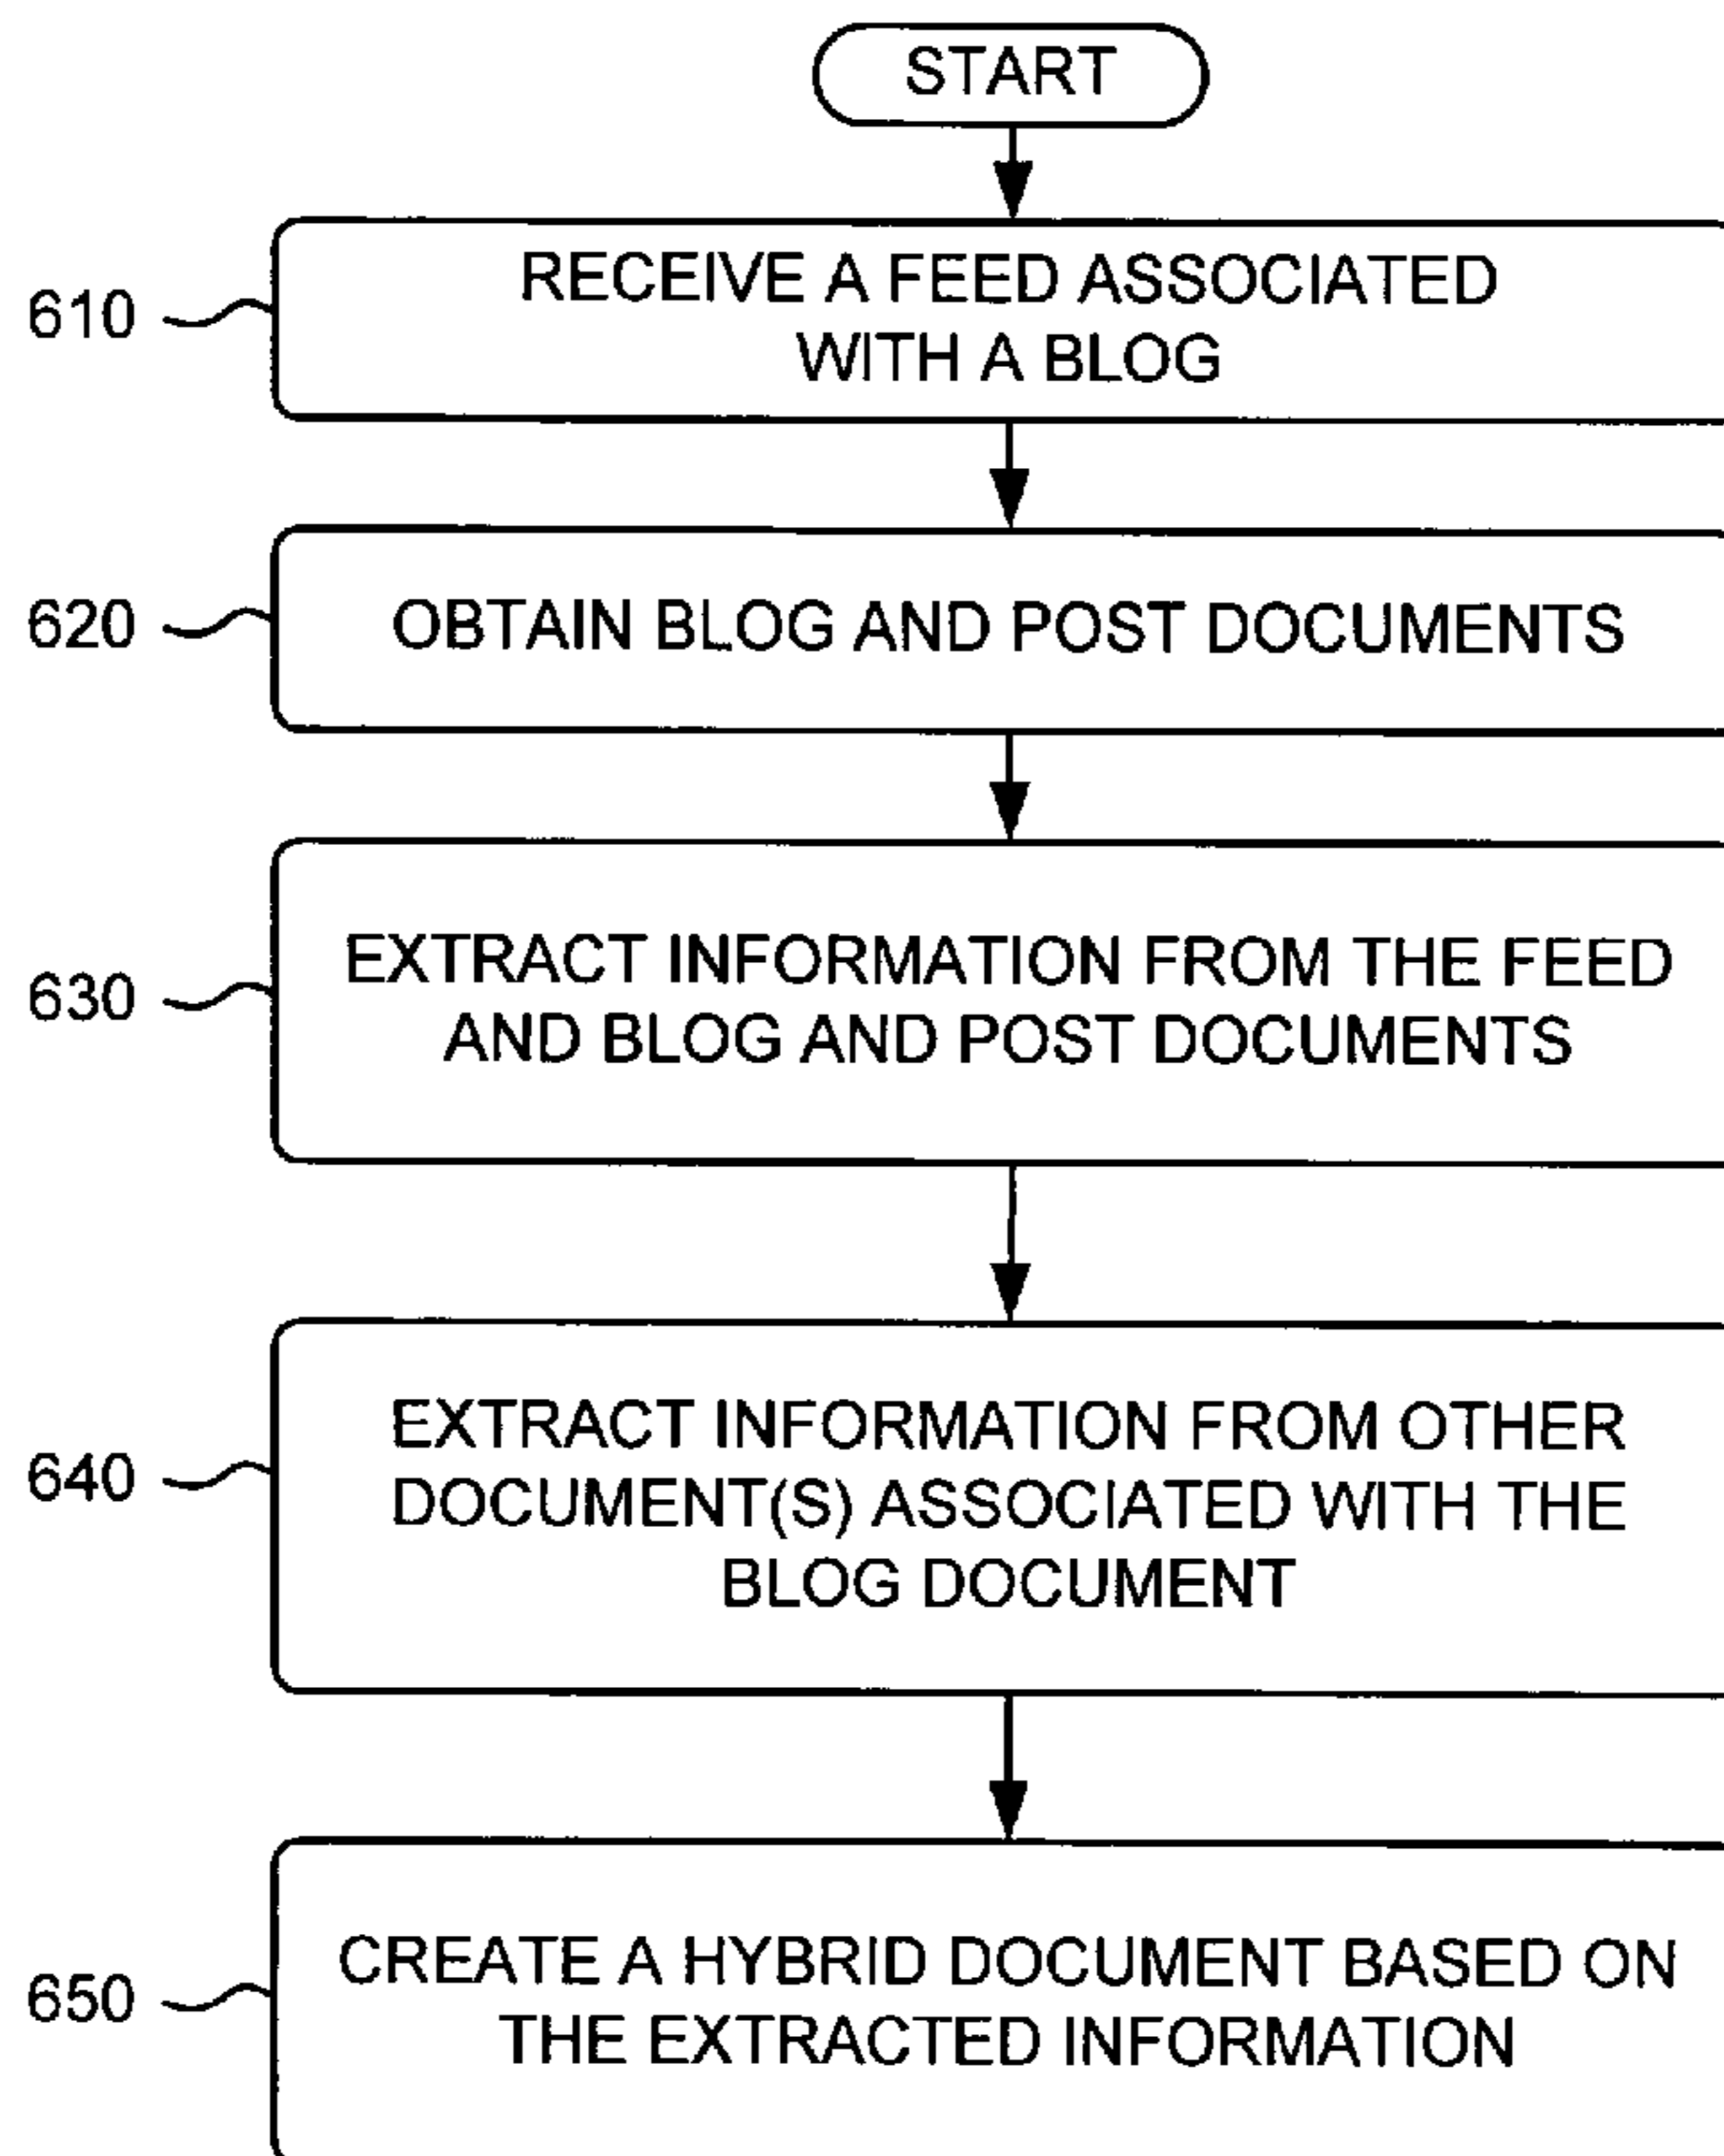 START
610
RECEIVE A FEED ASSOCIATED
WITH A BLOG
620
OBTAIN BLOG AND POST DOCUMENTS
630
EXTRACT INFORMATION FROM THE FEED
AND BLOG AND POST DOCUMENTS
640
EXTRACT INFORMATION FROM OTHER
DOCUMENT(S) ASSOCIATED WITH THE
BLOG DOCUMENT
650
CREATE A HYBRID DOCUMENT BASED ON
THE EXTRACTED INFORMATION